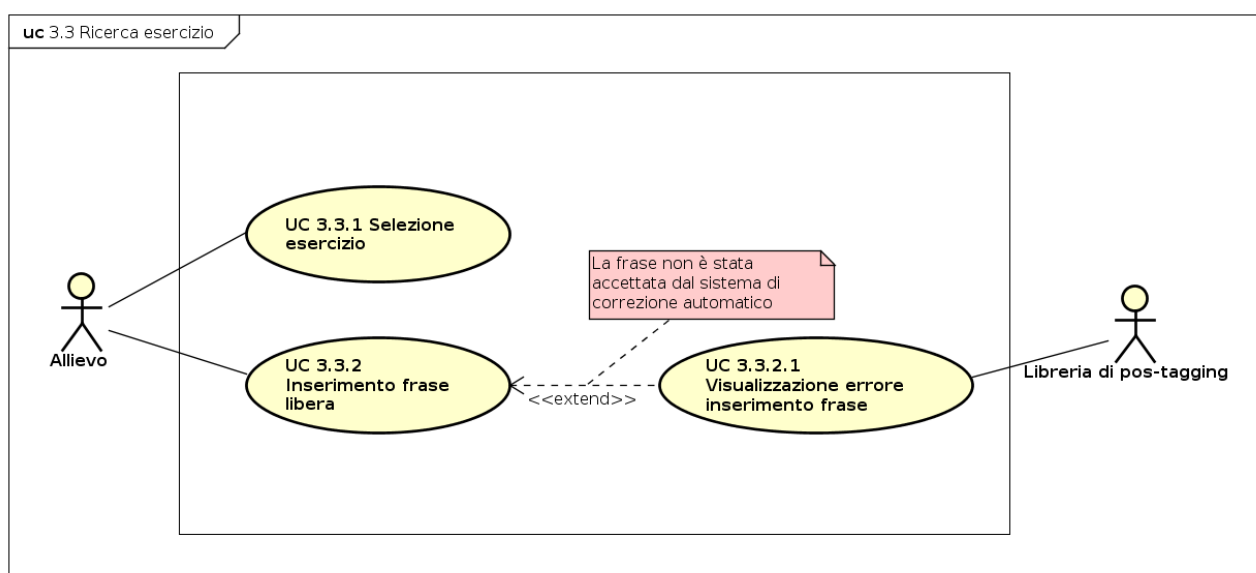 uc 3.3 Ricerca esercizio
UC 3.3.1 Selezione
esercizio
La frase non è stata
accettata dal sistema di
correzione automatico
Allievo
UC 3.3.2
Inserimento frase
libera
<<extend>>
UC 3.3.2.1
Visualizzazione errore
inserimento frase
Libreria di pos-tagging